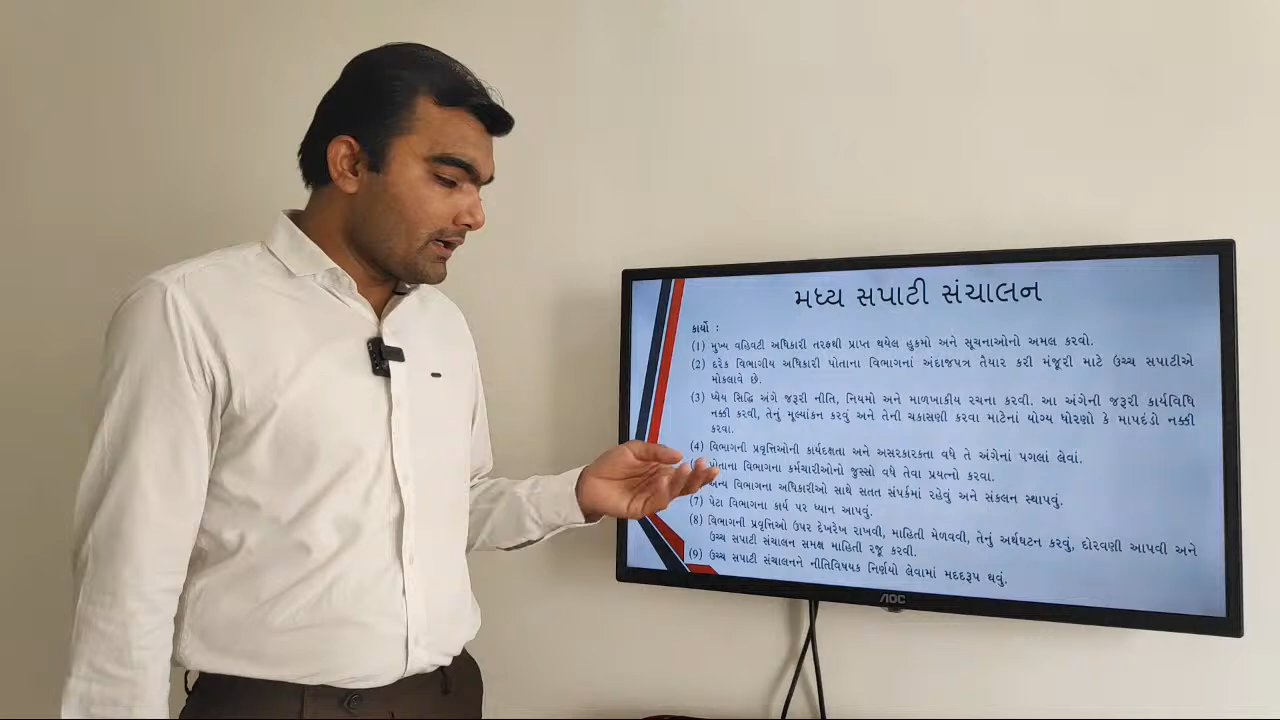 મધ્ય સપાટી સંચાલન
કાર્યો :
(1) મુખ્ય વહિવટી અધિકારી તરફથી પ્રાપ્ત થયેલ હુકમો અને સૂચનાઓનો અમલ કરવો.
(2) દરેક વિભાગીય અધિકારી પોતાના વિભાગનાં અંદાજપત્ર તૈયાર કરી મંજૂરી માટે ઉચ્ચ સપાટીએ
મોકલાવે છે.
(3) ધ્યેય સિદ્ધિ અંગે જરૂરી નીતિ, નિયમો અને માળખાકીય રચના કરવી. આ અંગેની જરૂરી કાર્યવિધિ
નક્કી કરવી, તેનું મૂલ્યાંકન કરવું અને તેની ચકાસણી કરવા માટેનાં યોગ્ય ધોરણો કે માપદંડો નક્કી
કરવા.
(4) વિભાગની પ્રવૃત્તિઓની કાર્યદક્ષતા અને અસરકારકતા વધે તે અંગેનાં પગલાં લેવાં.
પોતાના વિભાગના કર્મચારીઓનો જુસ્સો વધે તેવા પ્રયત્નો કરવા.
અન્ય વિભાગના અધિકારીઓ સાથે સતત સંપર્કમાં રહેવું અને સંકલન સ્થાપવું.
(7) પેટા વિભાગના કાર્ય પર ધ્યાન આપવું.
(8) વિભાગની પ્રવૃત્તિઓ ઉપર દેખરેખ રાખવી, માહિતી મેળવવી, તેનું અર્થઘટન કરવું, દોરવણી આપવી અને
ઉચ્ચ સપાટી સંચાલન સમક્ષ માહિતી રજૂ કરવી.
(9) ઉચ્ચ સપાટી સંચાલનને નીતિવિષયક નિર્ણયો લેવામાં મદદરૂપ થવું.
AOC